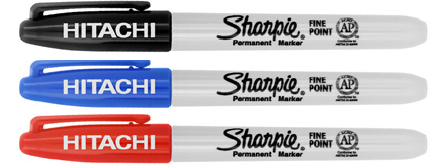 HITACHI
Sharpie®
Permanent Marker
FINE
POINT
AP
HITACHI
Sharpie®
Permanent Marker
FINE
POINT
AP
HITACHI
Sharpie®
Permanent Marker
FINE
POINT
AP